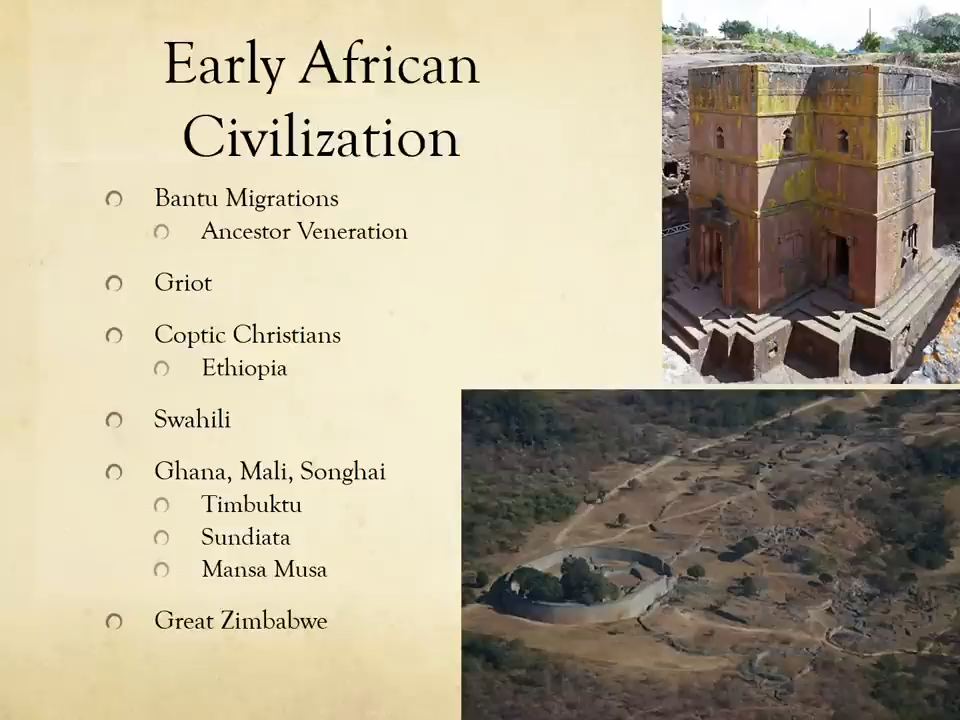 Early African
Civilization
Bantu Migrations
Ancestor Veneration
Griot
Coptic Christians
Ethiopia
Swahili
Ghana, Mali, Songhai
Timbuktu
Sundiata
Mansa Musa
Great Zimbabwe